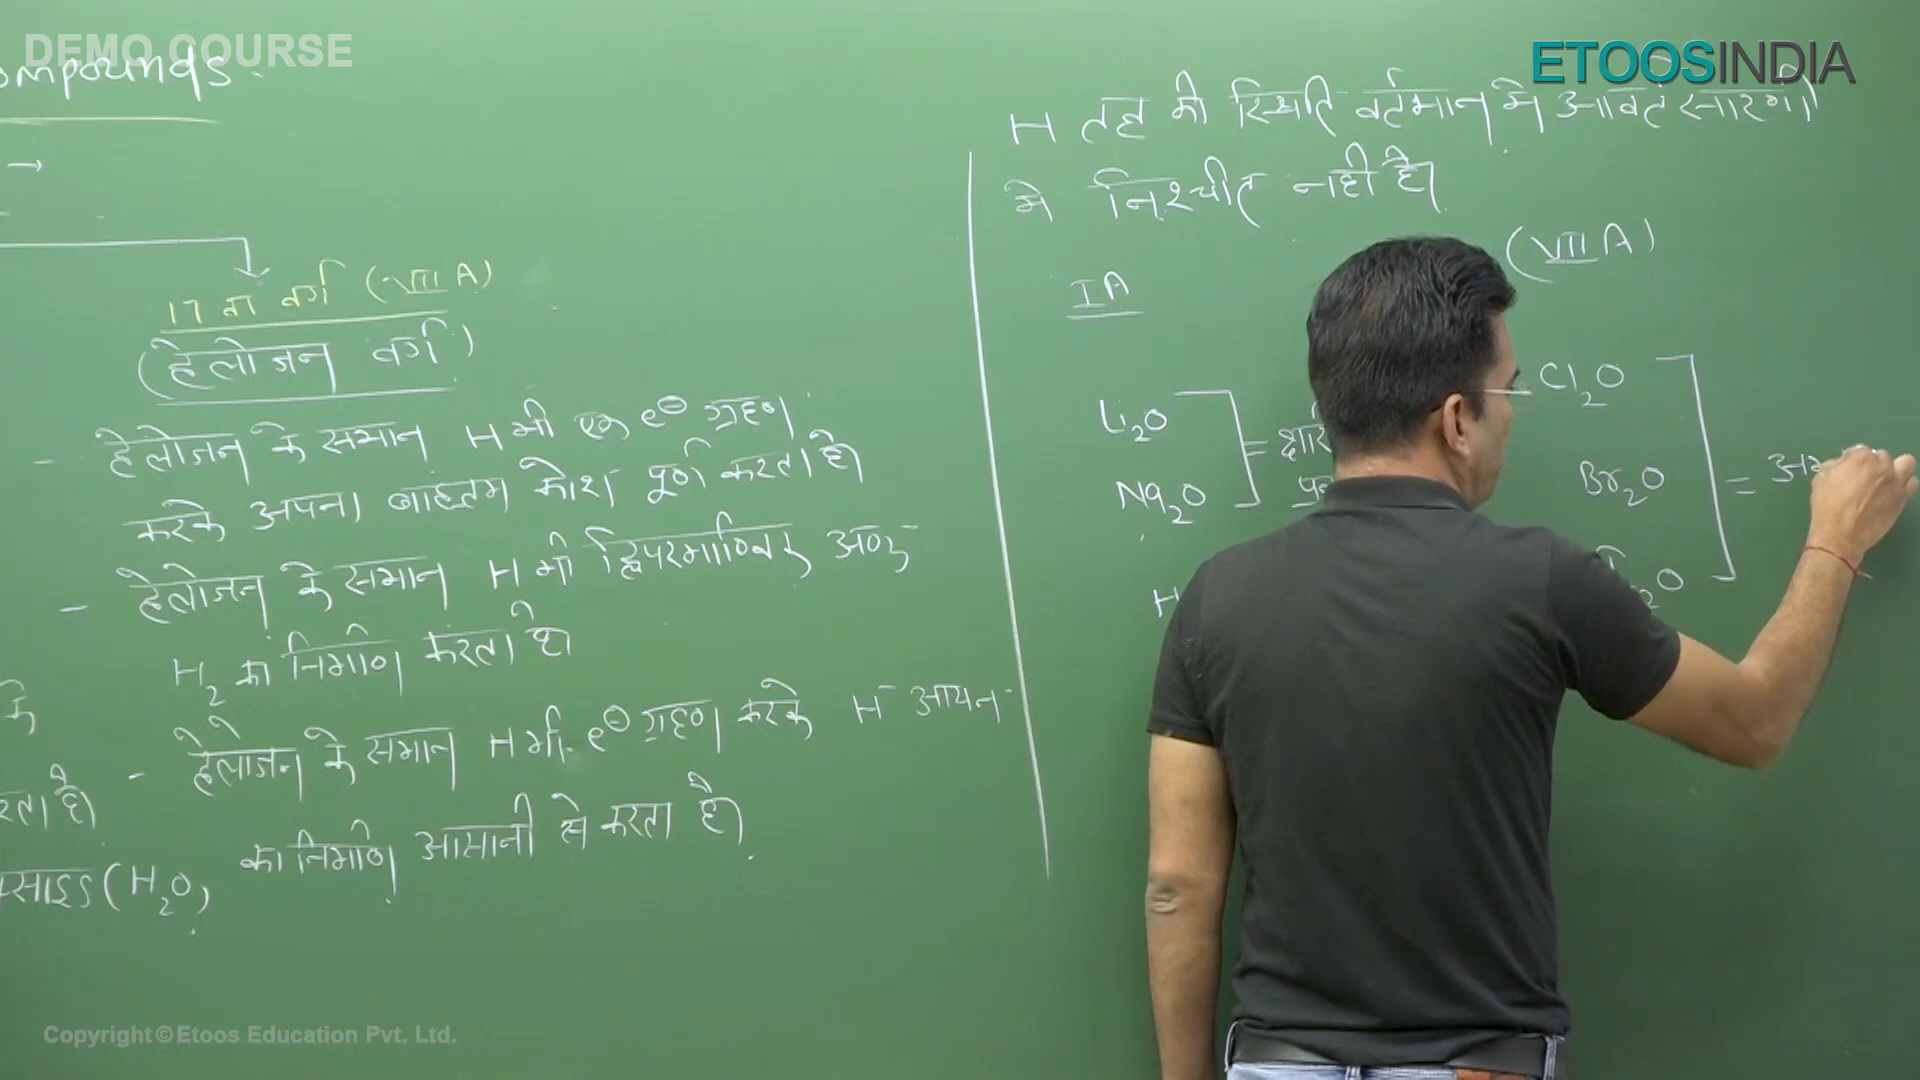 DEMO COURSE
ompounds.
→
17 वा वर्ग (VII A)
(हेलोजन वर्ग)
- हेलोजन के समान H भी एक e⊖ ग्रहण
करके अपना बाह्यतम कोश पूर्ण करता है।
- हेलोजन के समान H भी द्विपरमाण्विक अणु
H₂ का निर्माण करता है।
- हेलोजन के समान H भी e⊖ ग्रहण करके H⁻ आयन
का निर्माण आसानी से करता है।
के
रता है।
क्साइड (H₂O)
ETOOSINDIA
H तत्व की स्थिति वर्तमान में आवर्त सारणी
मे निश्चीत नही है।
IA
(VII A)
Li₂O
Na₂O
H
= क्षारि
Cl₂O
Br₂O
₂O
= अम
Copyright © Etoos Education Pvt. Ltd.